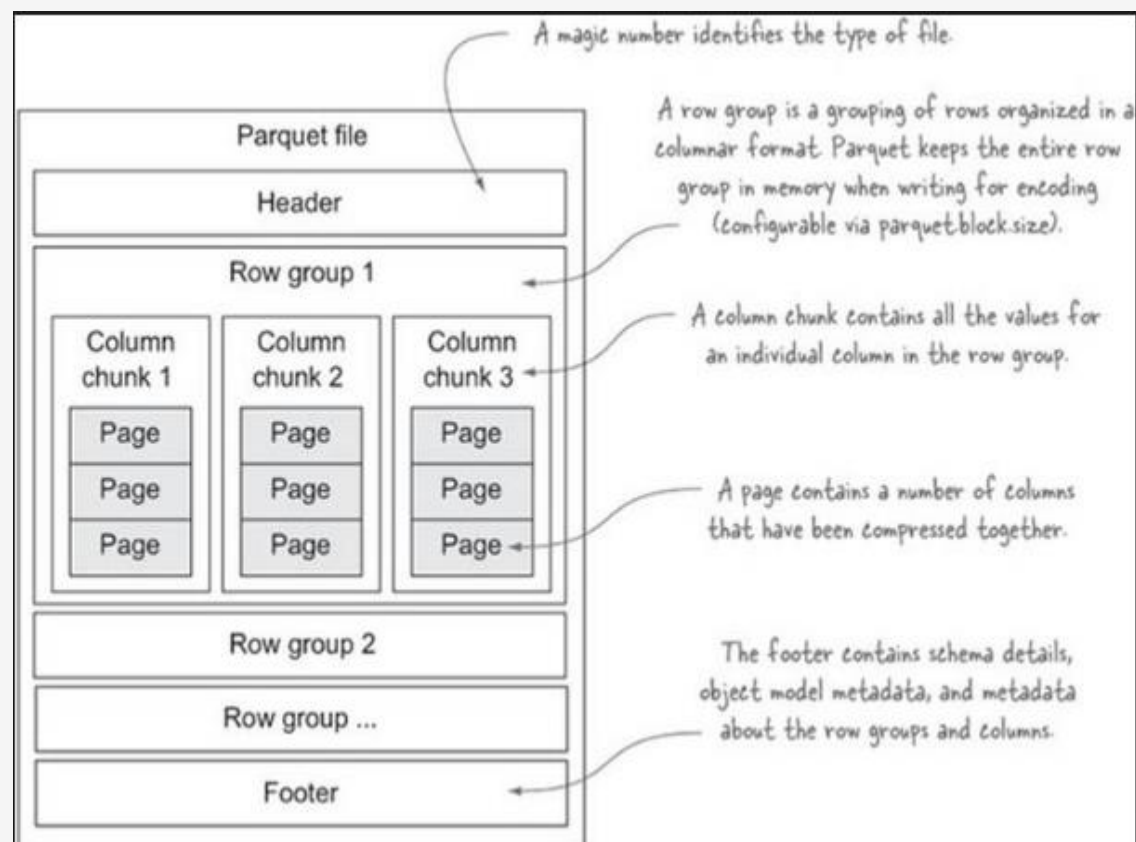 A magic number identifies the type of file.
Parquet file
Header
A row group is a grouping of rows organized in a
columnar format. Parquet keeps the entire row
group in memory when writing for encoding
(configurable via parquet.block.size).
Row group 1
Column
chunk 1
Column
chunk 2
Column
chunk 3
A column chunk contains all the values for
an individual column in the row group.
Page
Page
Page
Page
Page
Page
Page
Page
Page
A page contains a number of columns
that have been compressed together.
Row group 2
Row group ...
Footer
The footer contains schema details,
object model metadata, and metadata
about the row groups and columns.